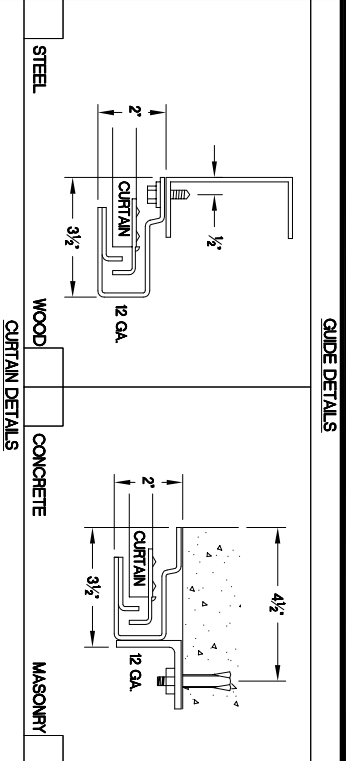 GUIDE DETAILS
½"
2"
CURTAIN
3½"
12 GA.
STEEL
WOOD
4½"
2"
CURTAIN
3½"
12 GA.
CONCRETE
MASONRY
CURTAIN DETAILS